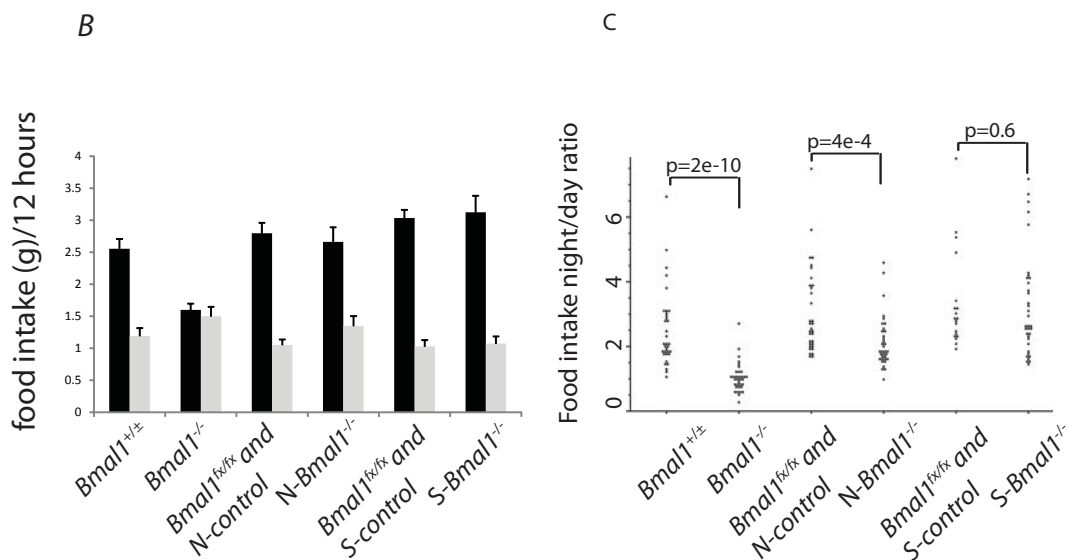 B
food intake (g)/12 hours
4
3.5
3
2.5
2
1.5
1
0.5
0
Bmal1+/±
Bmal1-/-
Bmal1fx/fx and
N-control
N-Bmal1-/-
Bmal1fx/fx and
S-control
S-Bmal1-/-
C
Food intake night/day ratio
6
4
2
0
p=2e-10
p=4e-4
p=0.6
Bmal1+/±
Bmal1-/-
Bmal1fx/fx and
N-control
N-Bmal1-/-
Bmal1fx/fx and
S-control
S-Bmal1-/-